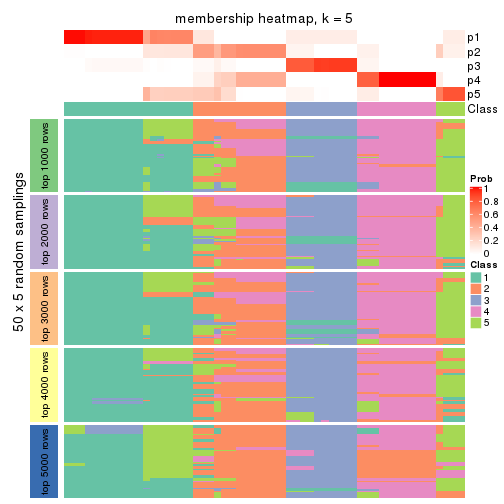 membership heatmap, k = 5
p1
p2
p3
p4
p5
Class
50 x 5 random samplings
top 1000 rows
top 2000 rows
top 3000 rows
top 4000 rows
top 5000 rows
Prob
1
0.8
0.6
0.4
0.2
0
Class
1
2
3
4
5